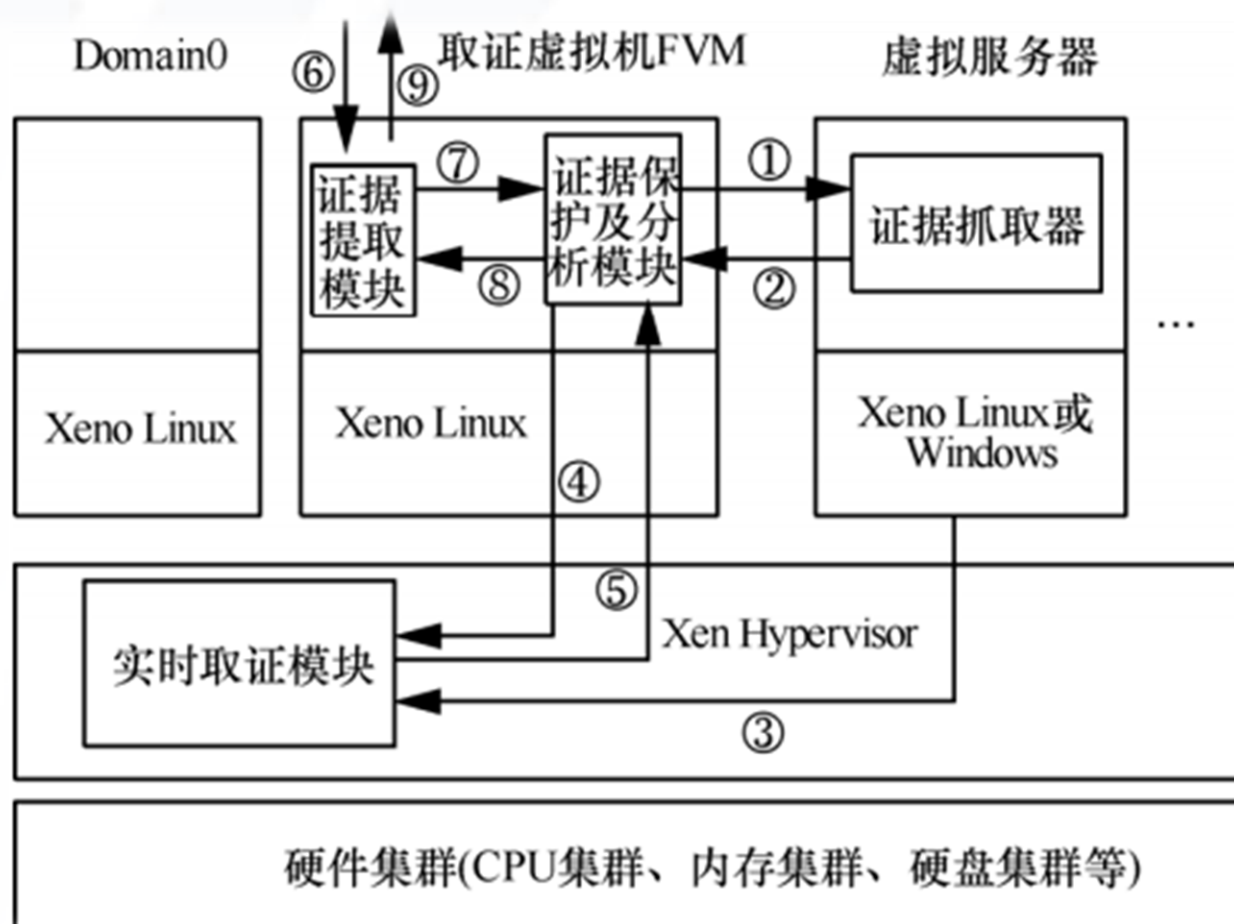 Domain0
⑥
⑨
取证虚拟机FVM
虚拟服务器
证据
提取
模块
⑦
⑧
证据保
护及分
析模块
①
②
证据抓取器
…
Xeno Linux
Xeno Linux
Xeno Linux或
Windows
④
⑤
实时取证模块
Xen Hypervisor
③
硬件集群(CPU集群、内存集群、硬盘集群等)